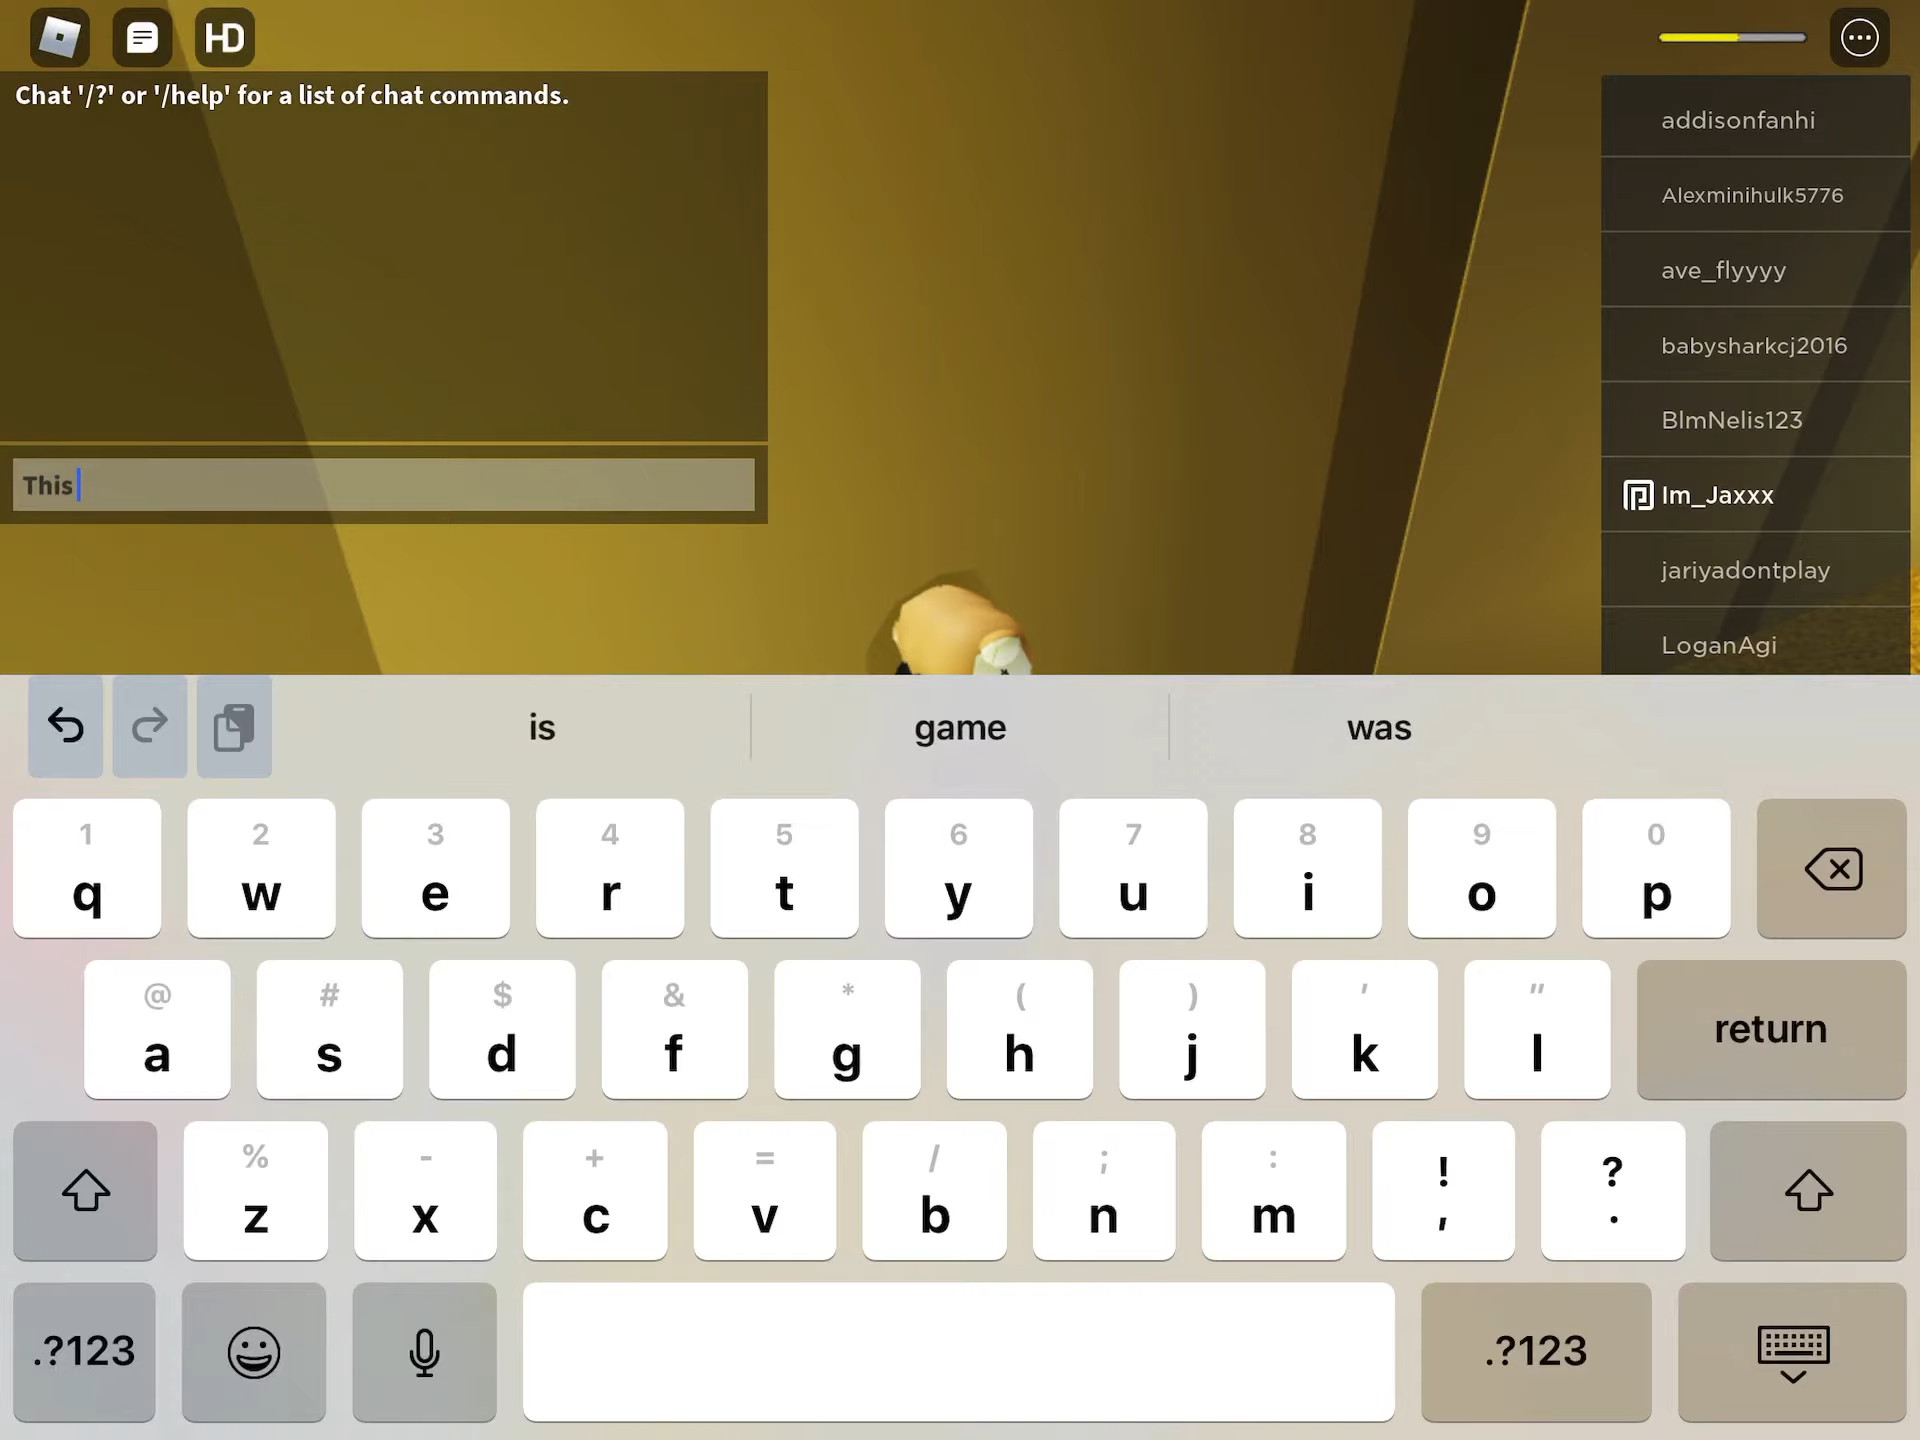 HD
Chat '/?' or '/help' for a list of chat commands.
This
addisonfanhi
Alexminihulk5776
ave_flyyyy
babysharkcj2016
BlmNelis123
Im_Jaxxx
jariyadontplay
LoganAgi
is game was
1 2 3 4 5 6 7 8 9 0
q w e r t y u i o p
@ # $ & * ( ) ' "
a s d f g h j k l return
% - + = / ; : ! ?
z x c v b n m , .
.?123 .?123